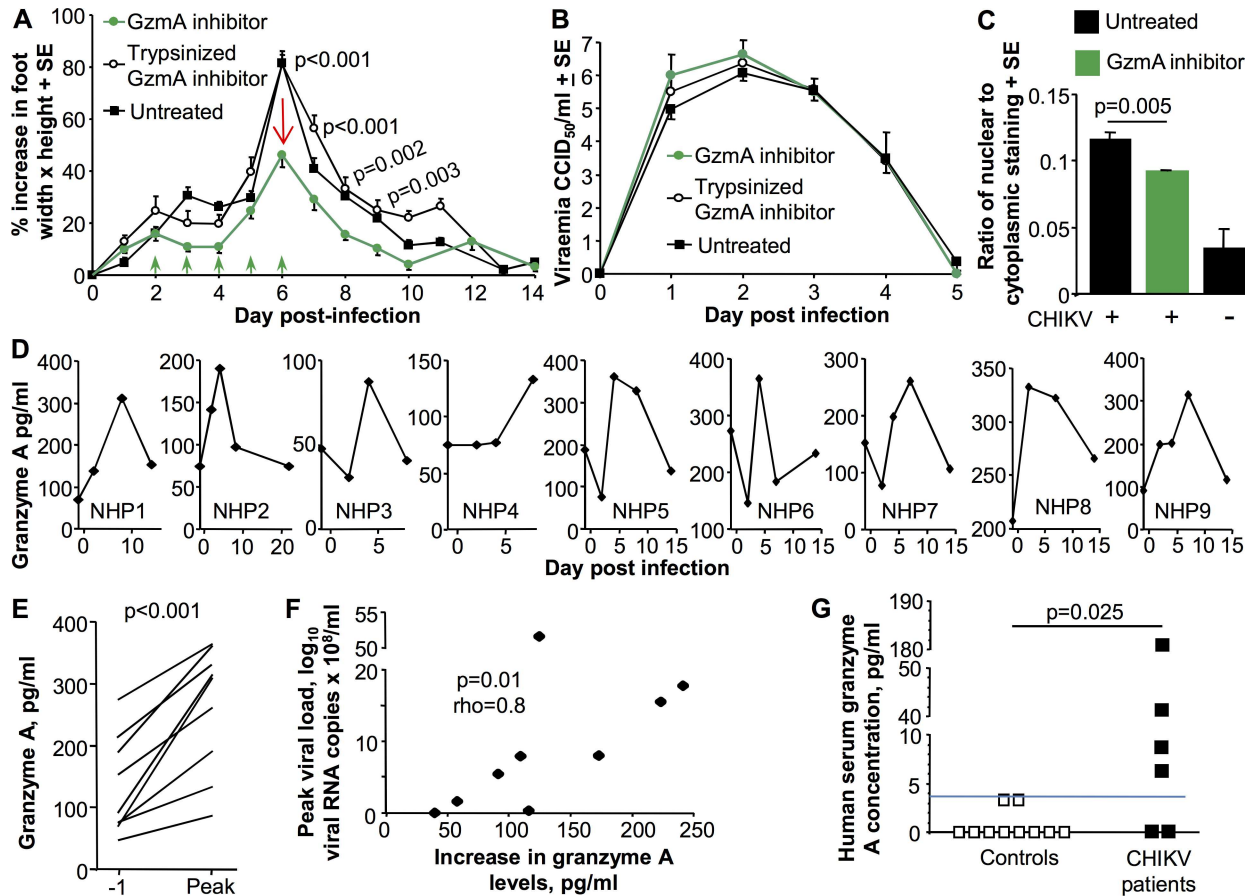 A
100
80
60
40
20
0
% increase in foot
width x height + SE
GzmA inhibitor
Trypsinized
GzmA inhibitor
Untreated
p<0.001
p<0.001
p=0.002
p=0.003
0 2 4 6 8 10 12 14
Day post-infection
B
7
6
5
4
3
2
1
0
Viraemia CCID50/ml ± SE
GzmA inhibitor
Trypsinized
GzmA inhibitor
Untreated
0 1 2 3 4 5
Day post infection
C
Untreated
GzmA inhibitor
0.15
0.1
0.05
0
Ratio of nuclear to
cytoplasmic staining + SE
p=0.005
CHIKV + + -
D
Granzyme A pg/ml
400
300
200
100
0
NHP1
0 10
200
150
100
50
0
NHP2
0 10 20
100
50
0
NHP3
0 5
150
100
50
0
NHP4
0 5
400
300
200
100
0
NHP5
0 5 10 15
400
300
200
100
NHP6
0 5 10 15
300
200
100
0
NHP7
0 5 10 15
350
300
250
200
NHP8
0 5 10 15
400
300
200
100
0
NHP9
0 5 10 15
Day post infection
E
p<0.001
400
300
200
100
0
Granzyme A, pg/ml
-1 Peak
F
55
50
20
10
0
Peak viral load, log10
viral RNA copies x 10^8/ml
p=0.01
rho=0.8
0 50 100 150 200 250
Increase in granzyme A
levels, pg/ml
G
190
180
50
40
10
5
0
Human serum granzyme
A concentration, pg/ml
p=0.025
Controls
CHIKV
patients